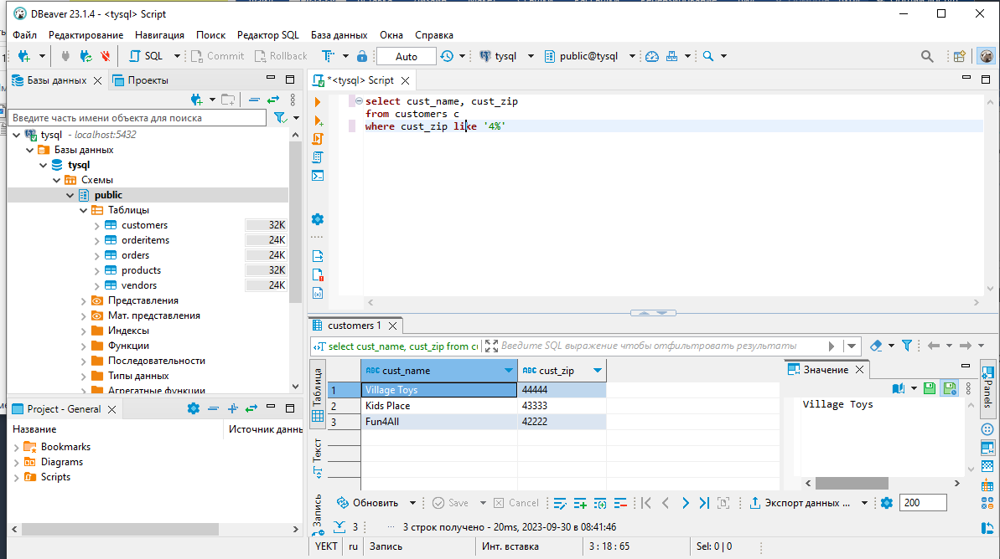 DBeaver 23.1.4 - <tysql> Script
Файл Редактирование Навигация Поиск Редактор SQL База данных Окна Справка
SQL Commit Rollback Auto tysql public@tysql
Базы данных Проекты
Введите часть имени объекта для поиска
tysql - localhost:5432
Базы данных
tysql
Схемы
public
Таблицы
customers 32K
orderitems 24K
orders 24K
products 32K
vendors 24K
Представления
Мат. представления
Индексы
Функции
Последовательности
Типы данных
Агрегатные функции
Project - General
Название Источник данны
Bookmarks
Diagrams
Scripts
*<tysql> Script
select cust_name, cust_zip
from customers c
where cust_zip like '4%'
customers 1
select cust_name, cust_zip from cu Введите SQL выражение чтобы отфильтровать результаты
Таблица
Текст
Запись
cust_name cust_zip
1 Village Toys 44444
2 Kids Place 43333
3 Fun4All 42222
Значение
Village Toys
Panels
Обновить Save Cancel Экспорт данных ... 200
3 3 строк получено - 20ms, 2023-09-30 в 08:41:46
YEKT ru Запись Инт. вставка 3 : 18 : 65 Sel: 0 | 0